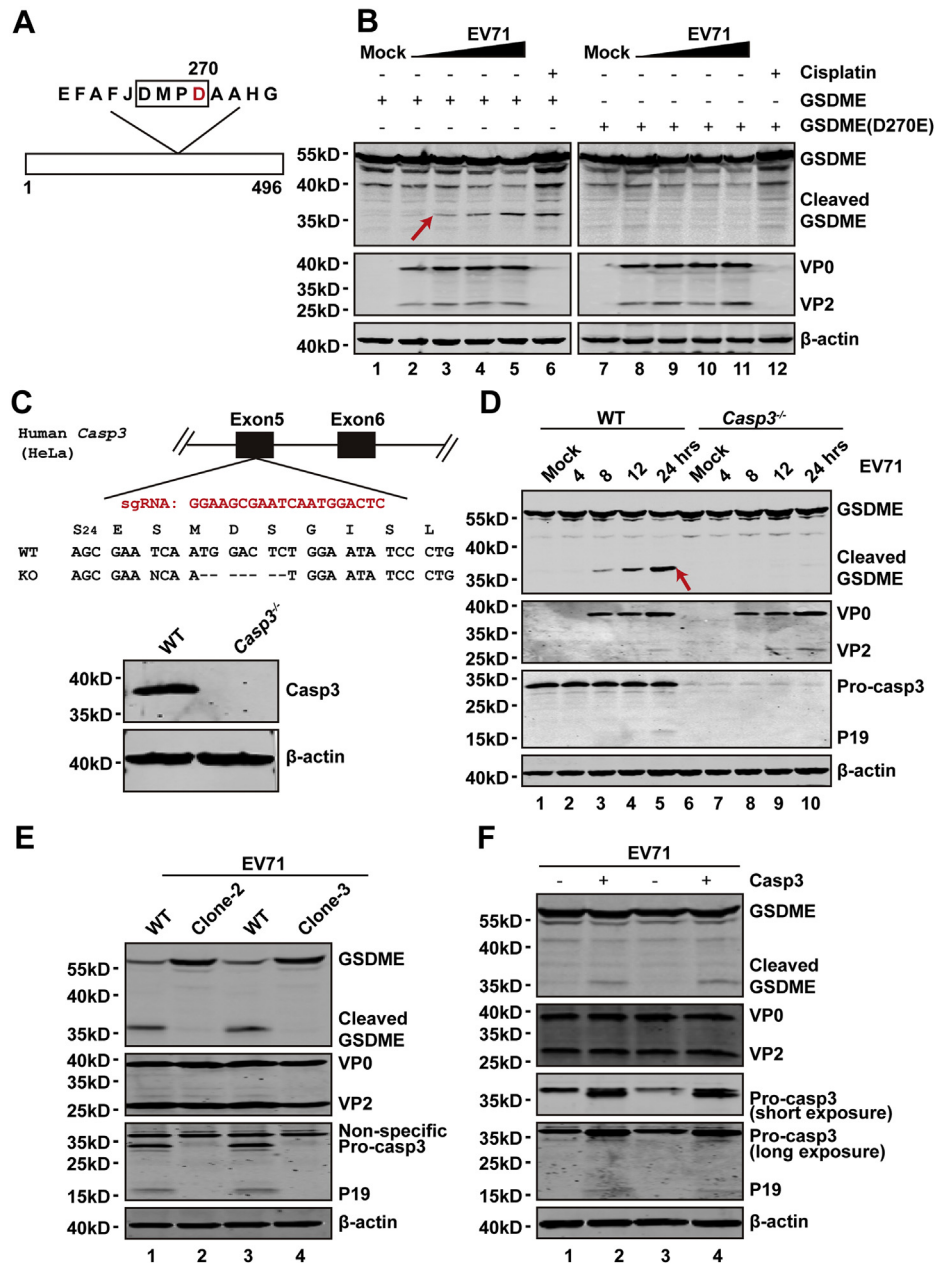 A
270
E F A F J D M P D A A H G
1 496
B
Mock EV71 Mock EV71
- - - - - + - - - - - + Cisplatin
+ + + + + + - - - - - - GSDME
- - - - - - + + + + + + GSDME(D270E)
55kD GSDME
40kD
Cleaved
GSDME
35kD
40kD VP0
35kD
25kD VP2
40kD β-actin
1 2 3 4 5 6 7 8 9 10 11 12
C
Human Casp3
(HeLa)
Exon5 Exon6
sgRNA: GGAAGCGAATCAATGGACTC
S24 E S M D S G I S L
WT AGC GAA TCA ATG GAC TCT GGA ATA TCC CTG
KO AGC GAA NCA A-- --- --T GGA ATA TCC CTG
WT Casp3-/-
40kD Casp3
35kD
40kD β-actin
D
WT Casp3-/-
Mock 4 8 12 24 hrs Mock 4 8 12 24 hrs EV71
GSDME
55kD
40kD
Cleaved
GSDME
35kD
40kD VP0
35kD
25kD VP2
35kD Pro-casp3
25kD
15kD P19
40kD β-actin
1 2 3 4 5 6 7 8 9 10
E
EV71
WT Clone-2 WT Clone-3
GSDME
55kD
40kD
Cleaved
GSDME
35kD
40kD VP0
35kD
25kD VP2
Non-specific
35kD Pro-casp3
25kD
15kD P19
40kD β-actin
1 2 3 4
F
EV71
- + - + Casp3
GSDME
55kD
40kD
Cleaved
GSDME
35kD
40kD VP0
35kD
25kD VP2
35kD Pro-casp3
(short exposure)
35kD Pro-casp3
(long exposure)
25kD
15kD P19
40kD β-actin
1 2 3 4